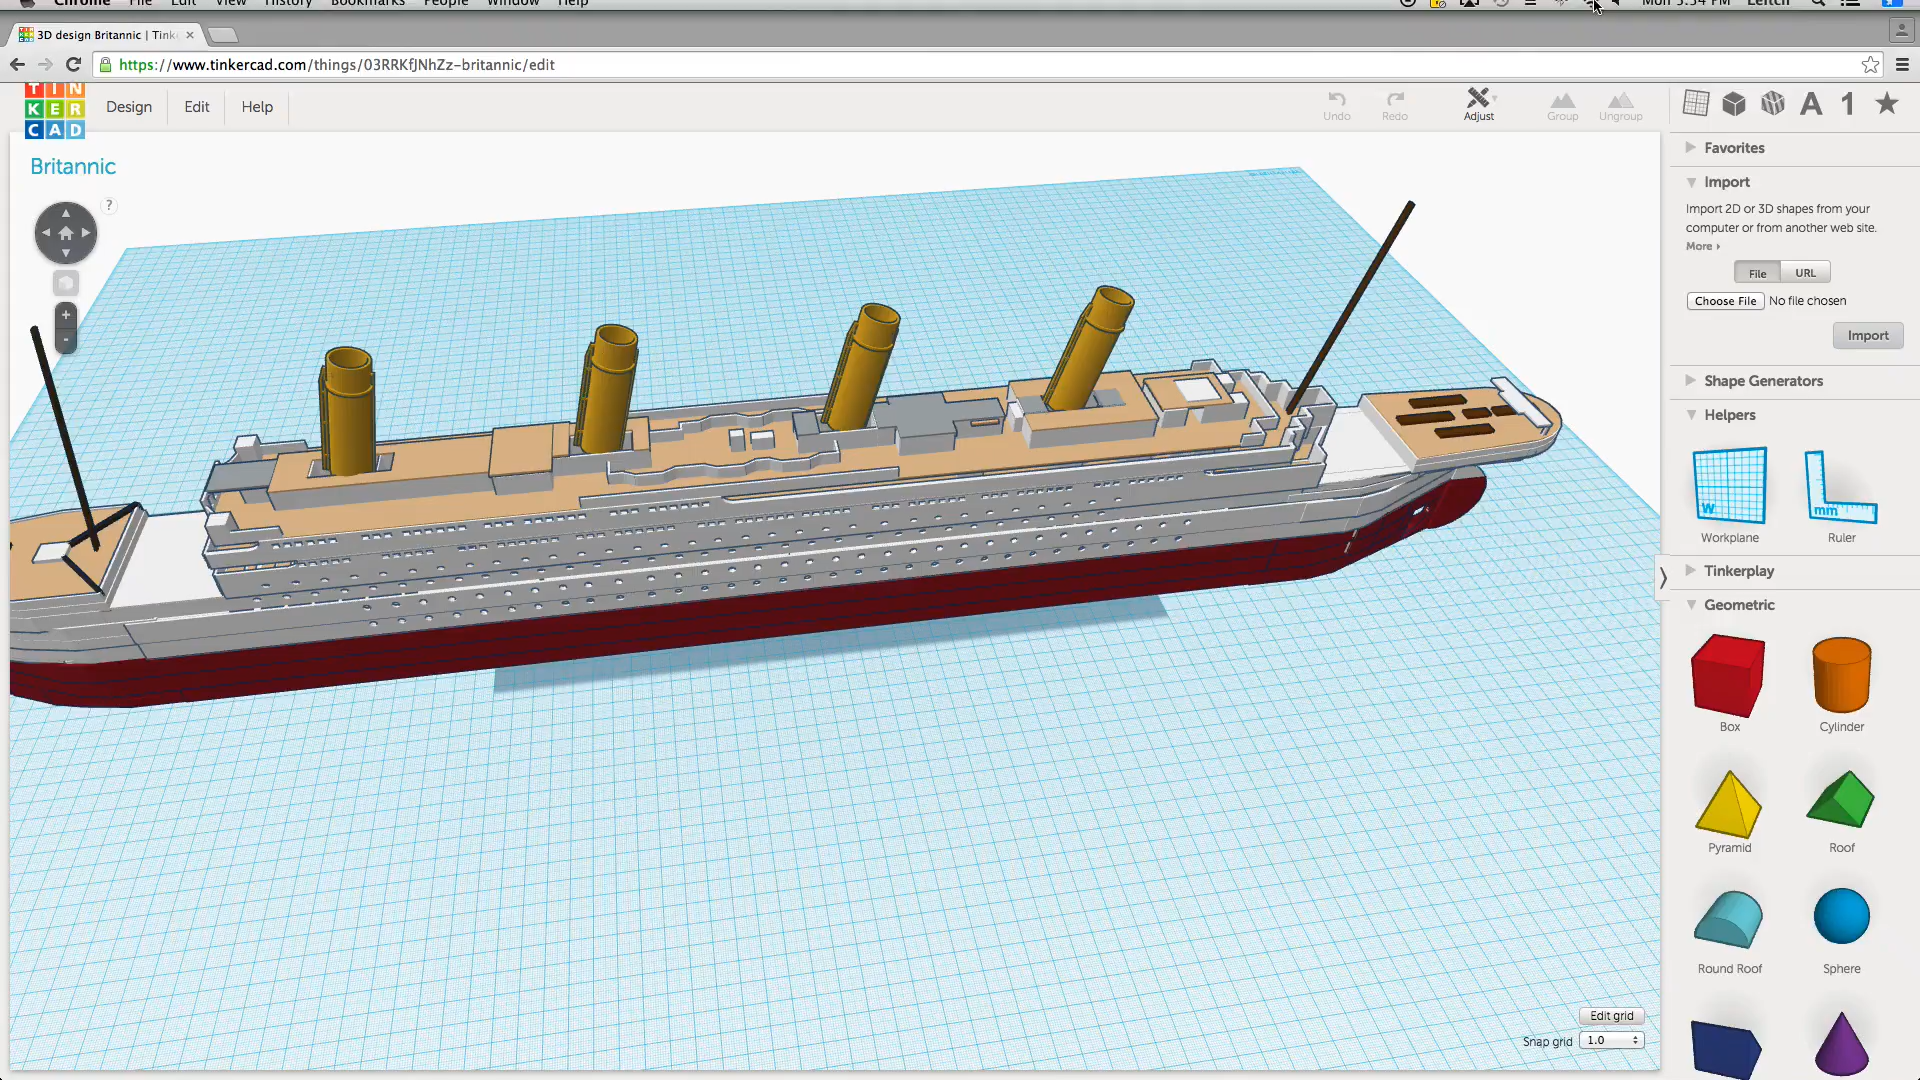 Chrome File Edit View History Bookmarks People Window Help Mon 3:34 PM Leitch
3D design Britannic | Tink
https://www.tinkercad.com/things/03RRKfJNhZz-britannic/edit
TIN
KER
CAD
Design Edit Help
Undo Redo Adjust Group Ungroup
A 1
Britannic
?
+
-
Favorites
Import
Import 2D or 3D shapes from your
computer or from another web site.
More
File URL
Choose File No file chosen
Import
Shape Generators
Helpers
W mm
Workplane Ruler
Tinkerplay
Geometric
Box Cylinder
Pyramid Roof
Round Roof Sphere
Edit grid
Snap grid 1.0